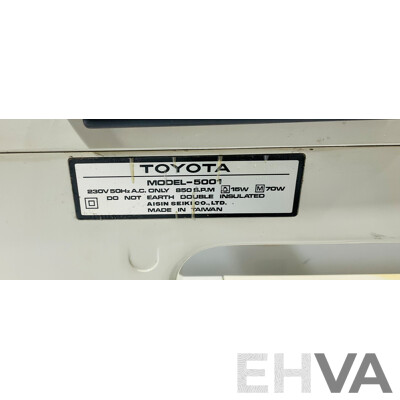 TOYOTA
MODEL-5001
230V 50Hz A.C. ONLY 850 S.P.M 15W M 70W
DO NOT EARTH DOUBLE INSULATED
AISIN SEIKI CO., LTD.
MADE IN TAIWAN
EHVA